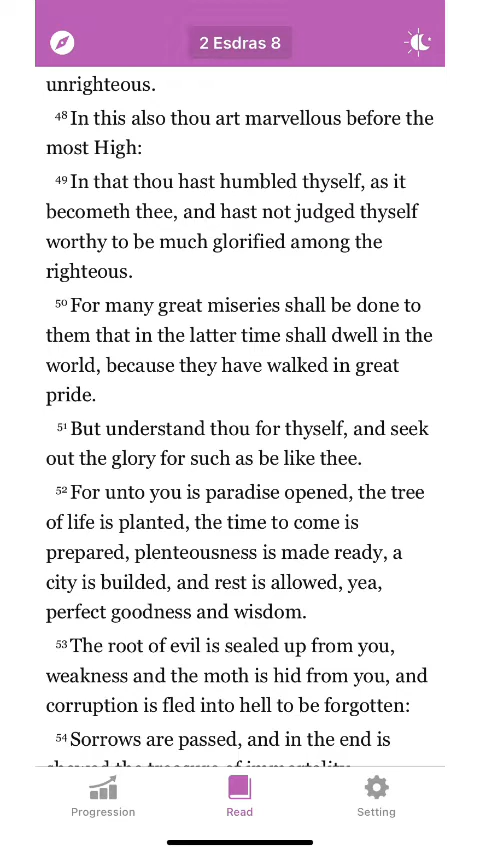 2 Esdras 8
unrighteous.
48 In this also thou art marvellous before the
most High:
49 In that thou hast humbled thyself, as it
becometh thee, and hast not judged thyself
worthy to be much glorified among the
righteous.
50 For many great miseries shall be done to
them that in the latter time shall dwell in the
world, because they have walked in great
pride.
51 But understand thou for thyself, and seek
out the glory for such as be like thee.
52 For unto you is paradise opened, the tree
of life is planted, the time to come is
prepared, plenteousness is made ready, a
city is builded, and rest is allowed, yea,
perfect goodness and wisdom.
53 The root of evil is sealed up from you,
weakness and the moth is hid from you, and
corruption is fled into hell to be forgotten:
54 Sorrows are passed, and in the end is
shewed the treasure of immortality.
Progression
Read
Setting